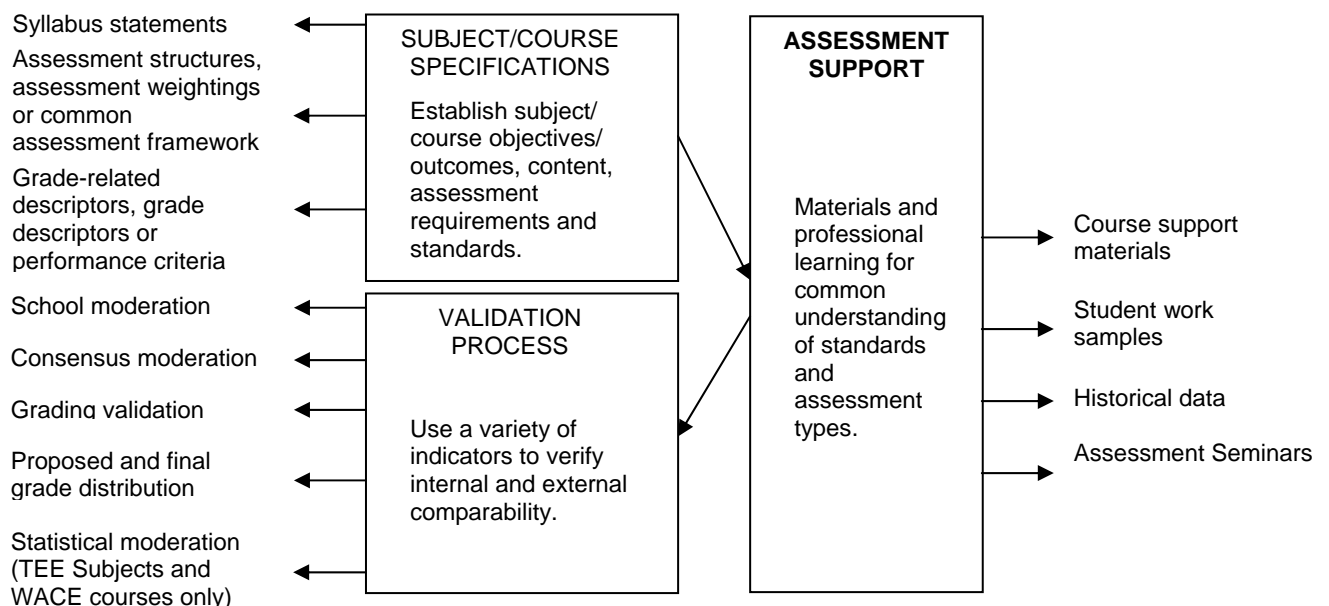 Syllabus statements
Assessment structures,
assessment weightings
or common
assessment framework
Grade-related
descriptors, grade
descriptors or
performance criteria
School moderation
Consensus moderation
Grading validation
Proposed and final
grade distribution
Statistical moderation
(TEE Subjects and
WACE courses only)
SUBJECT/COURSE
SPECIFICATIONS
Establish subject/
course objectives/
outcomes, content,
assessment
requirements and
standards.
VALIDATION
PROCESS
Use a variety of
indicators to verify
internal and external
comparability.
ASSESSMENT
SUPPORT
Materials and
professional
learning for
common
understanding
of standards
and
assessment
types.
Course support
materials
Student work
samples
Historical data
Assessment Seminars